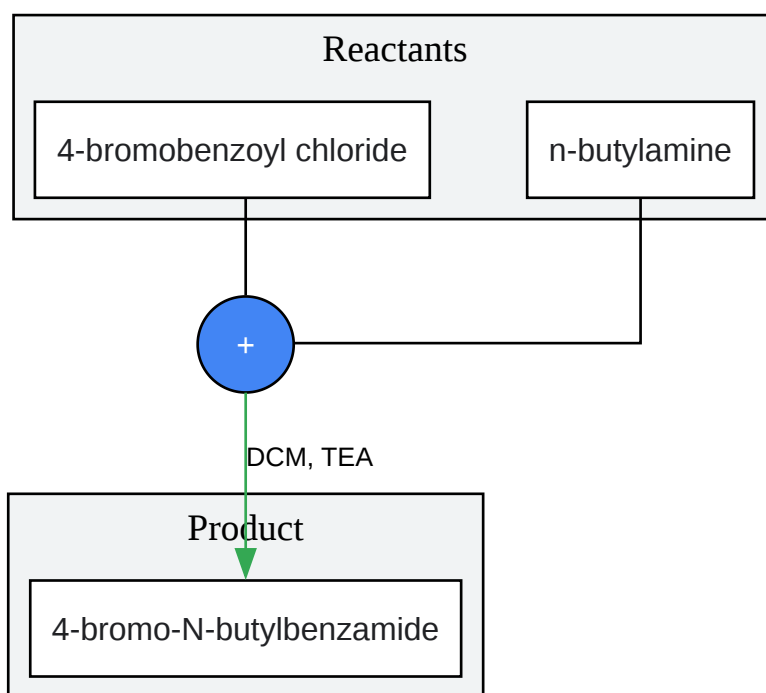 Reactants
4-bromobenzoyl chloride
n-butylamine
+
DCM, TEA
Product
4-bromo-N-butylbenzamide